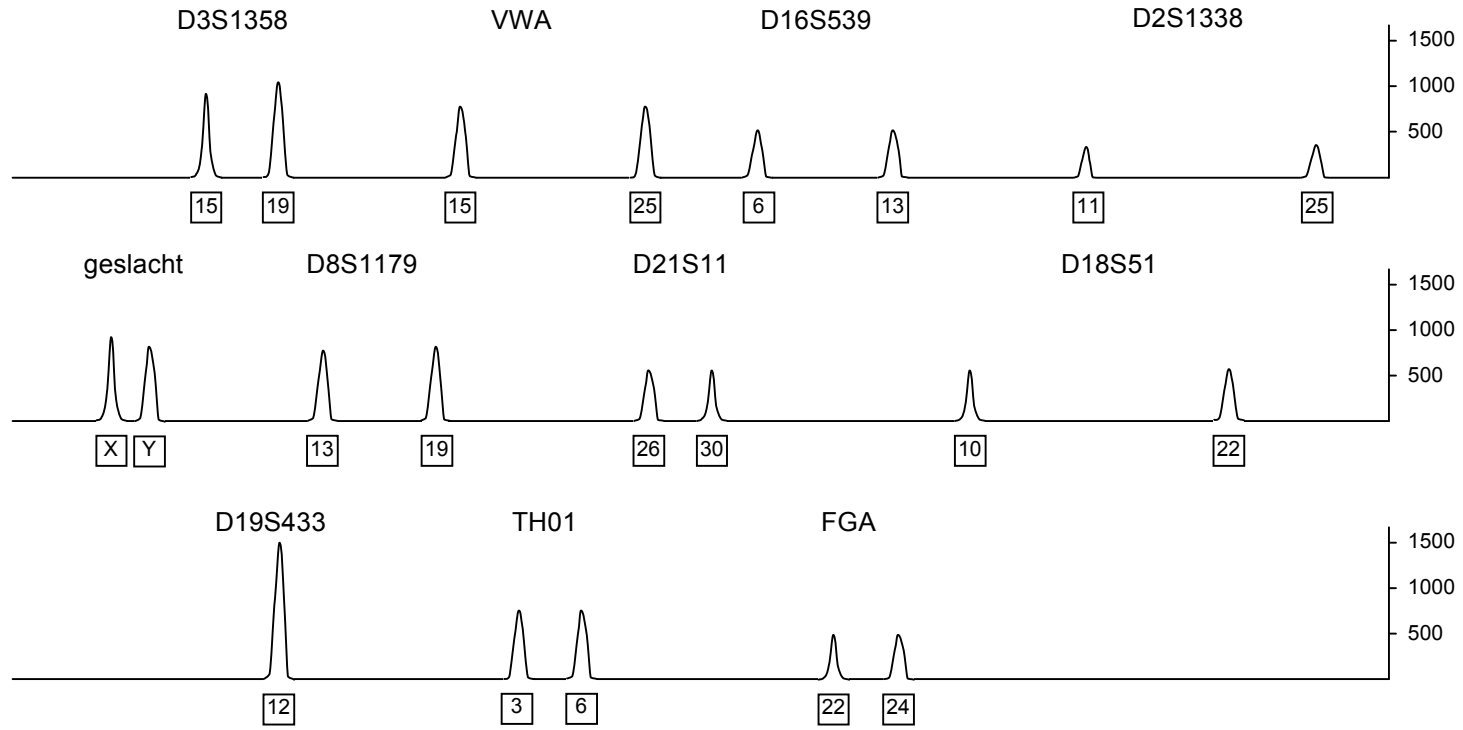 D3S1358 VWA D16S539 D2S1338
1500
1000
500
15 19 15 25 6 13 11 25
geslacht D8S1179 D21S11 D18S51
1500
1000
500
X Y 13 19 26 30 10 22
D19S433 TH01 FGA
1500
1000
500
12 3 6 22 24